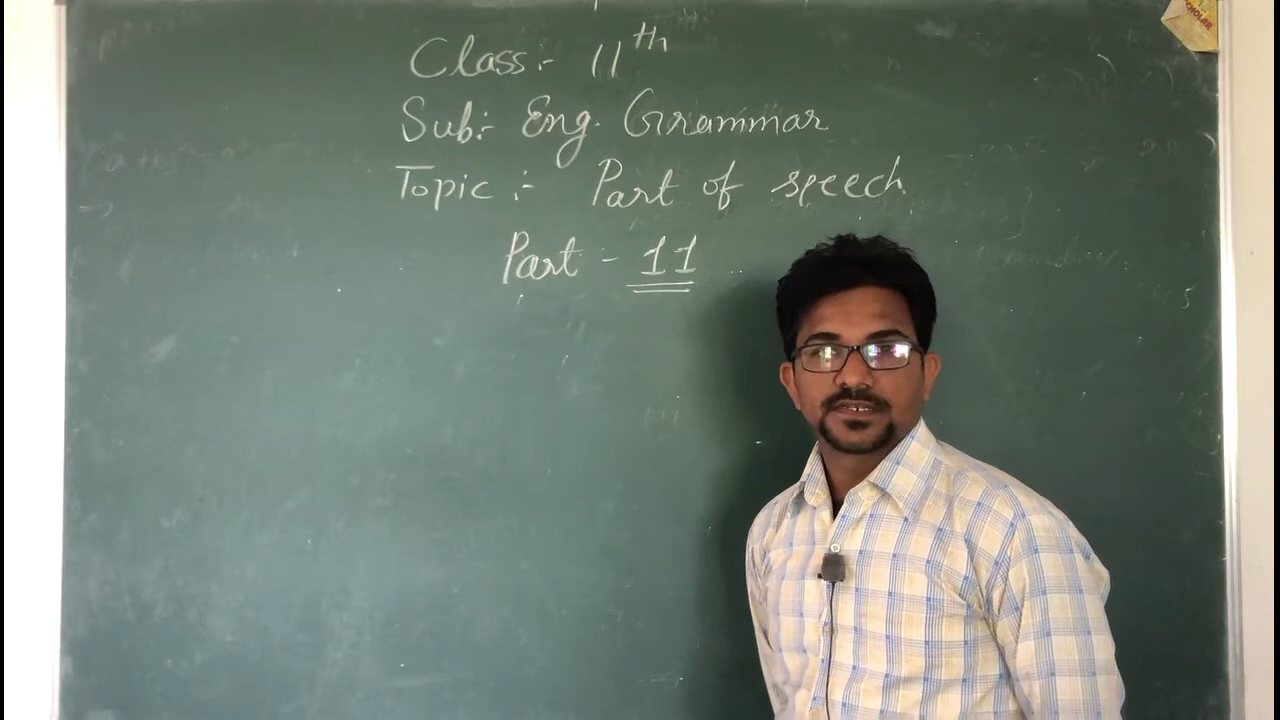 Class:- 11th
Sub:- Eng. Grammar
Topic:- Part of speech
Part - 11